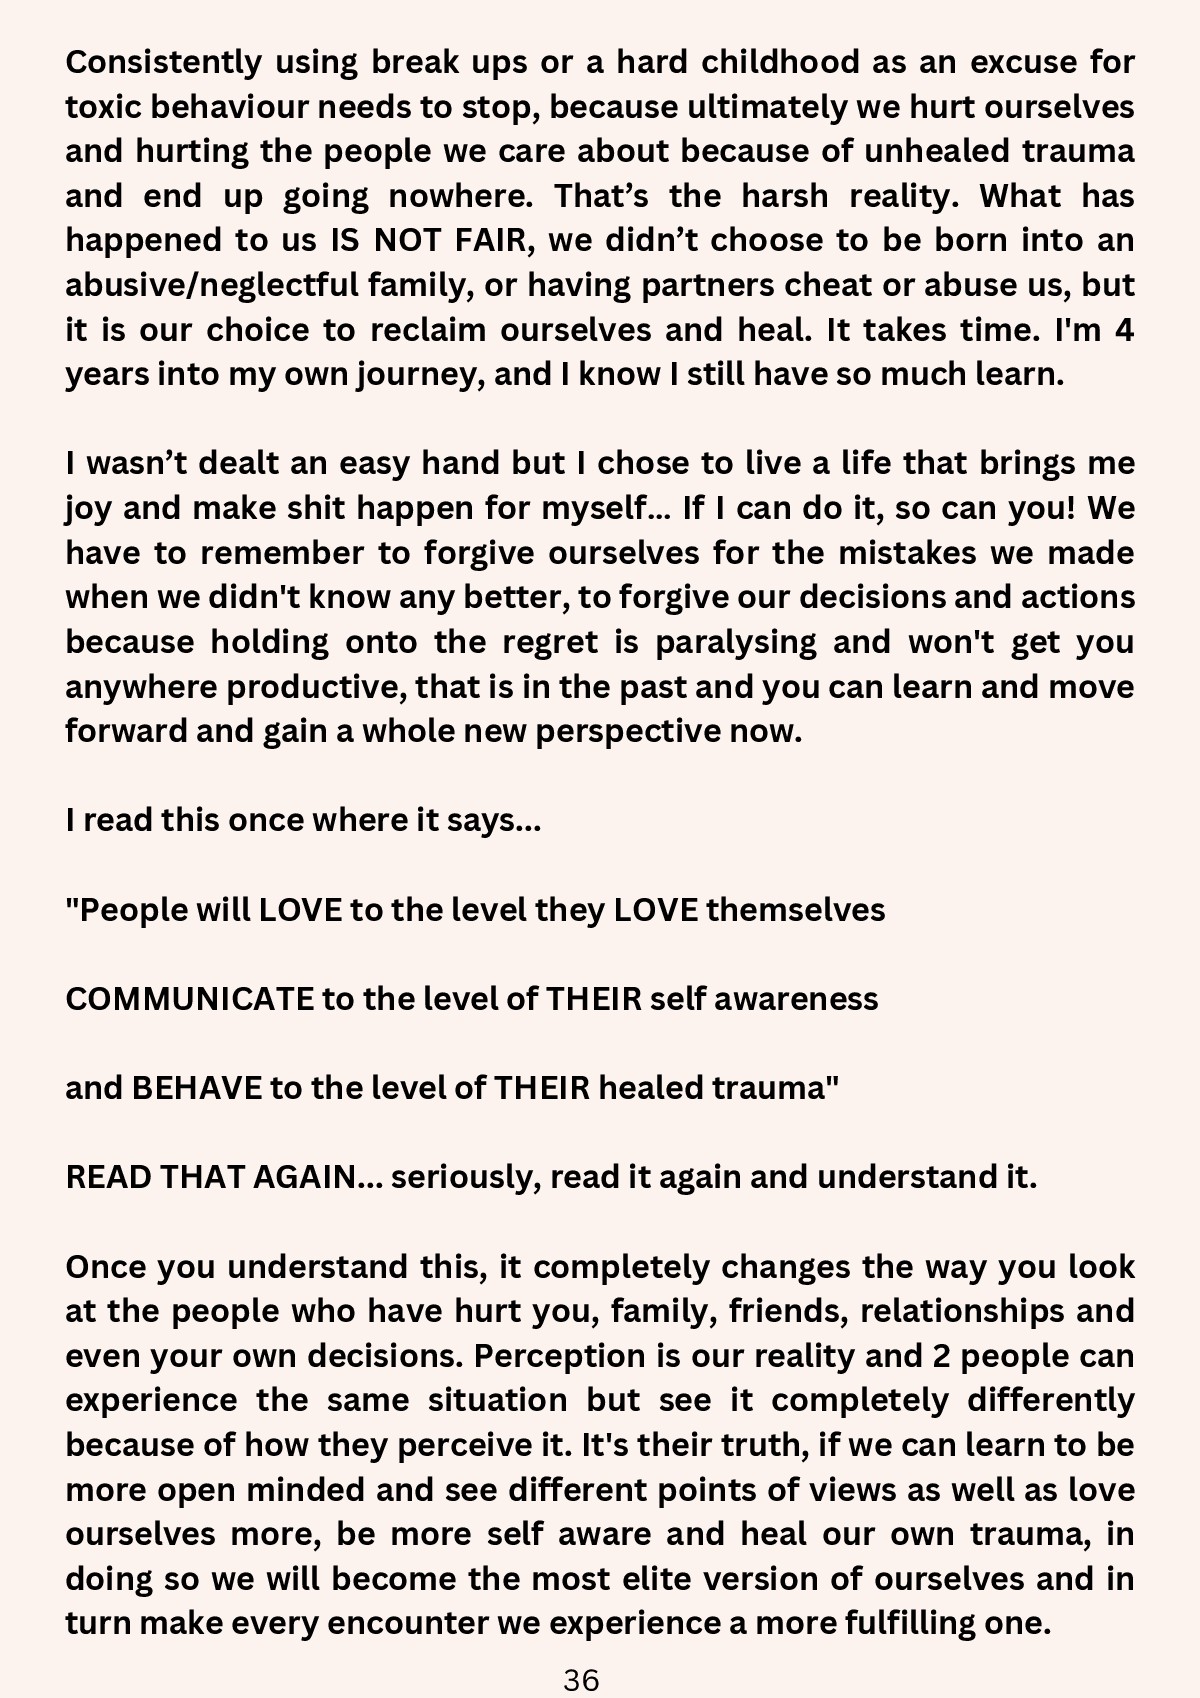 Consistently using break ups or a hard childhood as an excuse for
toxic behaviour needs to stop, because ultimately we hurt ourselves
and hurting the people we care about because of unhealed trauma
and end up going nowhere. That’s the harsh reality. What has
happened to us IS NOT FAIR, we didn’t choose to be born into an
abusive/neglectful family, or having partners cheat or abuse us, but
it is our choice to reclaim ourselves and heal. It takes time. I'm 4
years into my own journey, and I know I still have so much learn.
I wasn’t dealt an easy hand but I chose to live a life that brings me
joy and make shit happen for myself... If I can do it, so can you! We
have to remember to forgive ourselves for the mistakes we made
when we didn't know any better, to forgive our decisions and actions
because holding onto the regret is paralysing and won't get you
anywhere productive, that is in the past and you can learn and move
forward and gain a whole new perspective now.
I read this once where it says...
"People will LOVE to the level they LOVE themselves
COMMUNICATE to the level of THEIR self awareness
and BEHAVE to the level of THEIR healed trauma"
READ THAT AGAIN... seriously, read it again and understand it.
Once you understand this, it completely changes the way you look
at the people who have hurt you, family, friends, relationships and
even your own decisions. Perception is our reality and 2 people can
experience the same situation but see it completely differently
because of how they perceive it. It's their truth, if we can learn to be
more open minded and see different points of views as well as love
ourselves more, be more self aware and heal our own trauma, in
doing so we will become the most elite version of ourselves and in
turn make every encounter we experience a more fulfilling one.
36